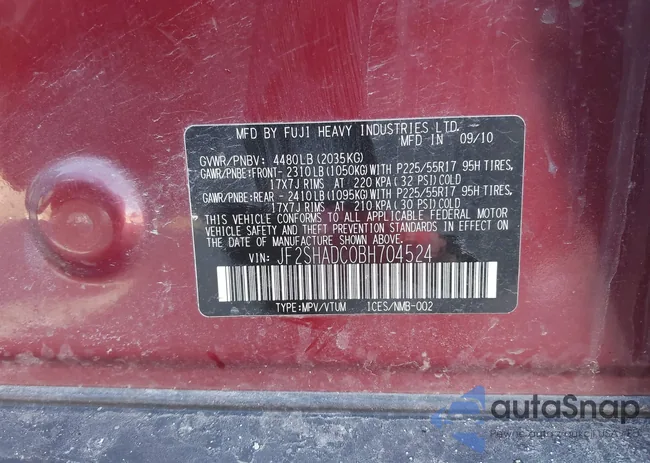 MFD BY FUJI HEAVY INDUSTRIES LTD.
MFD IN 09/10
GVWR/PNBV: 4480LB(2035KG)
GAWR/PNBE:FRONT- 2310LB(1050KG)WITH P225/55R17 95H TIRES,
17X7J RIMS AT 220 KPA(32 PSI)COLD
GAWR/PNBE:REAR - 2410LB(1095KG)WITH P225/55R17 95H TIRES,
17X7J RIMS AT 210 KPA(30 PSI)COLD
THIS VEHICLE CONFORMS TO ALL APPLICABLE FEDERAL MOTOR
VEHICLE SAFETY AND THEFT PREVENTION STANDARDS IN EFFECT ON
THE DATE OF MANUFACTURE SHOWN ABOVE.
VIN: JF2SHADC0BH704524
TYPE:MPV/VTUM ICES/NMB-002
autoSnap
Pewne auta z aukcji USA